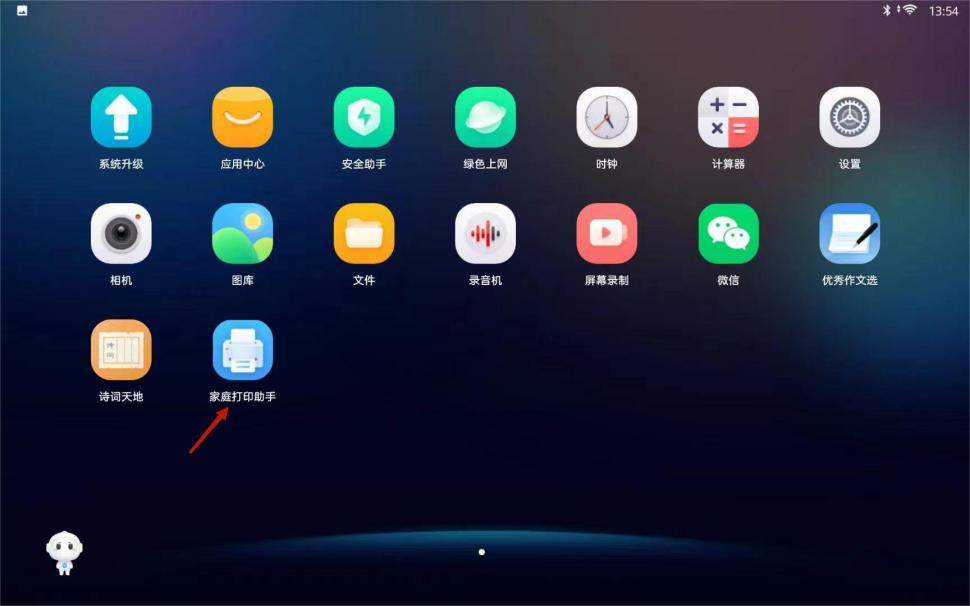 13:54
系统升级
应用中心
安全助手
绿色上网
时钟
计算器
设置
相机
图库
文件
录音机
屏幕录制
微信
优秀作文选
诗词
诗词天地
家庭打印助手